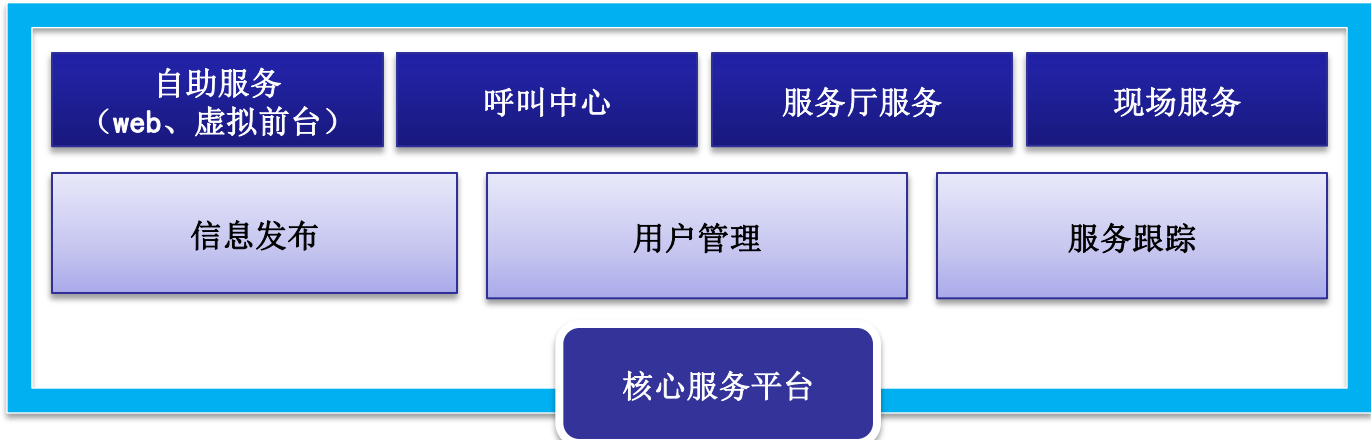 自助服务
（web、虚拟前台）
呼叫中心
服务厅服务
现场服务
信息发布
用户管理
服务跟踪
核心服务平台